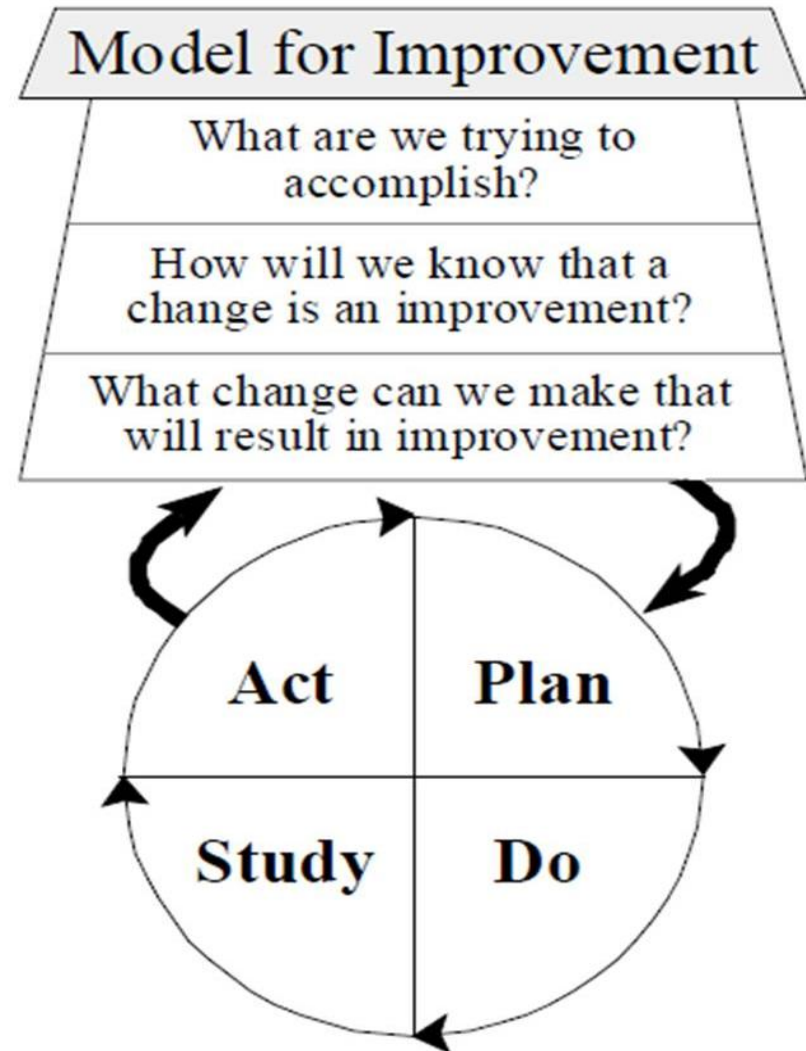 Model for Improvement
What are we trying to
accomplish?
How will we know that a
change is an improvement?
What change can we make that
will result in improvement?
Act
Plan
Study
Do